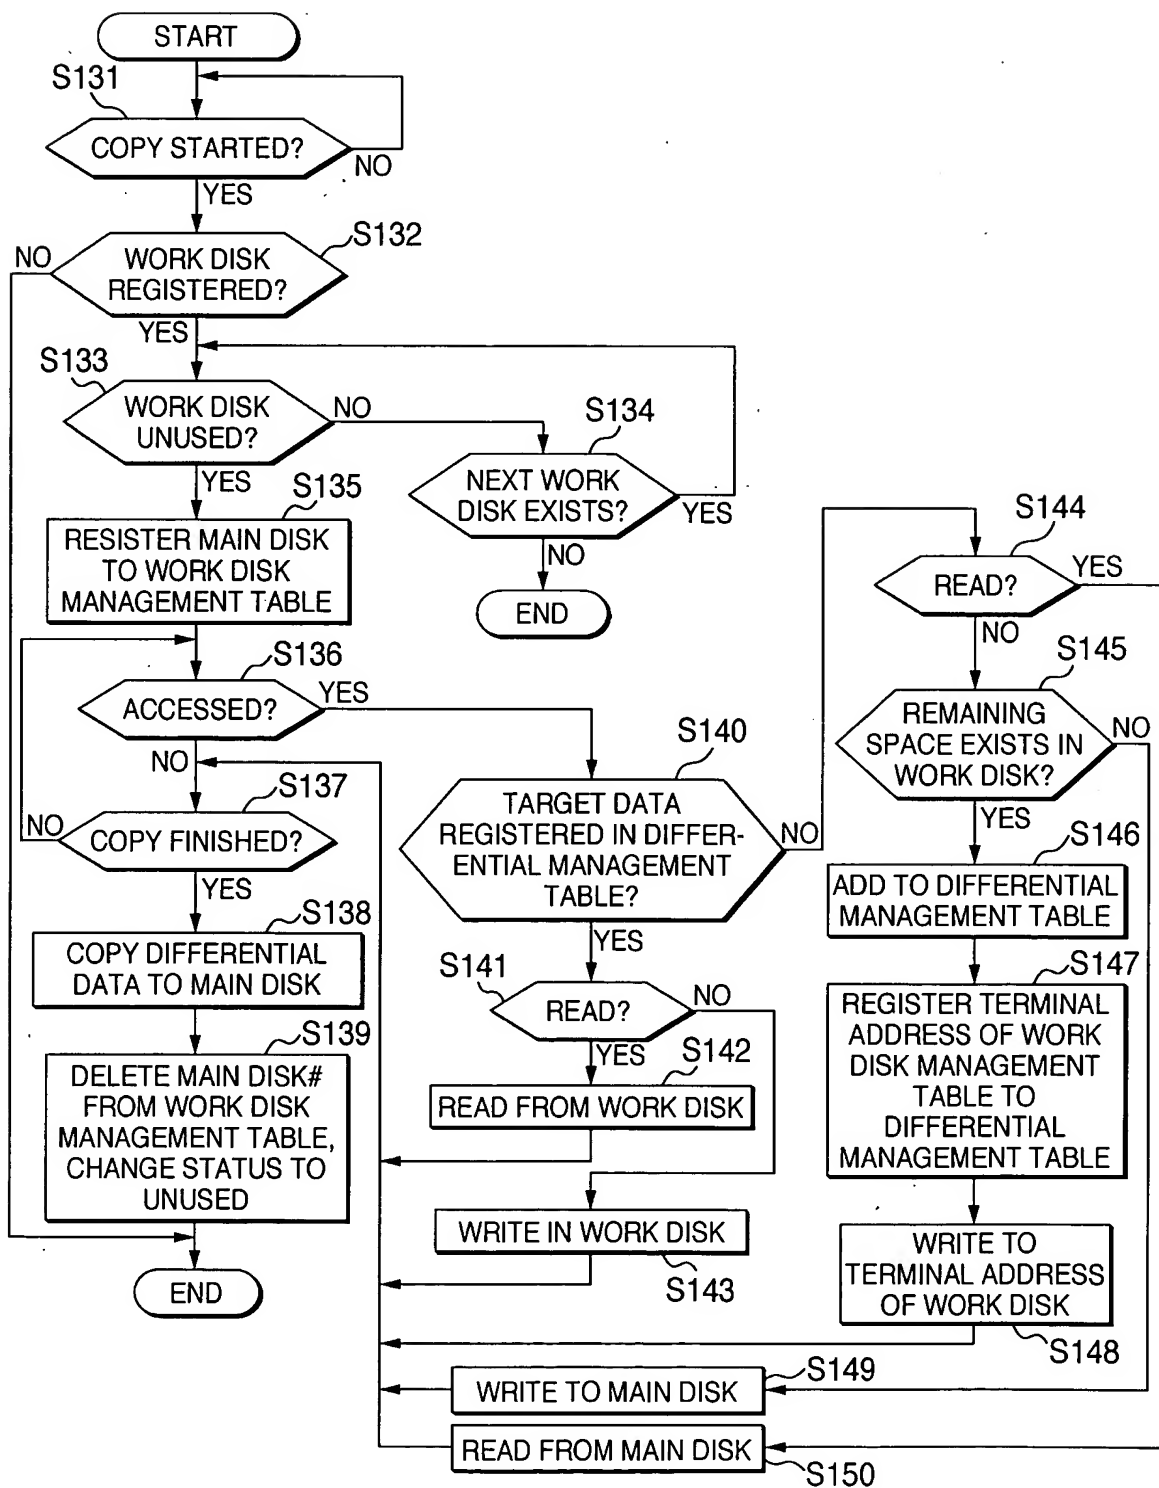 START
S131
COPY STARTED?
NO
YES
S132
NO
WORK DISK
REGISTERED?
YES
S133
WORK DISK
UNUSED?
NO
S134
NEXT WORK
DISK EXISTS?
YES
NO
END
YES
S135
RESISTER MAIN DISK
TO WORK DISK
MANAGEMENT TABLE
S136
ACCESSED?
YES
NO
S137
NO
COPY FINISHED?
YES
S138
COPY DIFFERENTIAL
DATA TO MAIN DISK
S139
DELETE MAIN DISK#
FROM WORK DISK
MANAGEMENT TABLE,
CHANGE STATUS TO
UNUSED
END
S140
TARGET DATA
REGISTERED IN DIFFER-
ENTIAL MANAGEMENT
TABLE?
NO
YES
S141
READ?
NO
YES
S142
READ FROM WORK DISK
WRITE IN WORK DISK
S143
S144
READ?
YES
NO
S145
REMAINING
SPACE EXISTS IN
WORK DISK?
NO
YES
S146
ADD TO DIFFERENTIAL
MANAGEMENT TABLE
S147
REGISTER TERMINAL
ADDRESS OF WORK
DISK MANAGEMENT
TABLE TO
DIFFERENTIAL
MANAGEMENT TABLE
WRITE TO
TERMINAL ADDRESS
OF WORK DISK
S148
S149
WRITE TO MAIN DISK
READ FROM MAIN DISK
S150